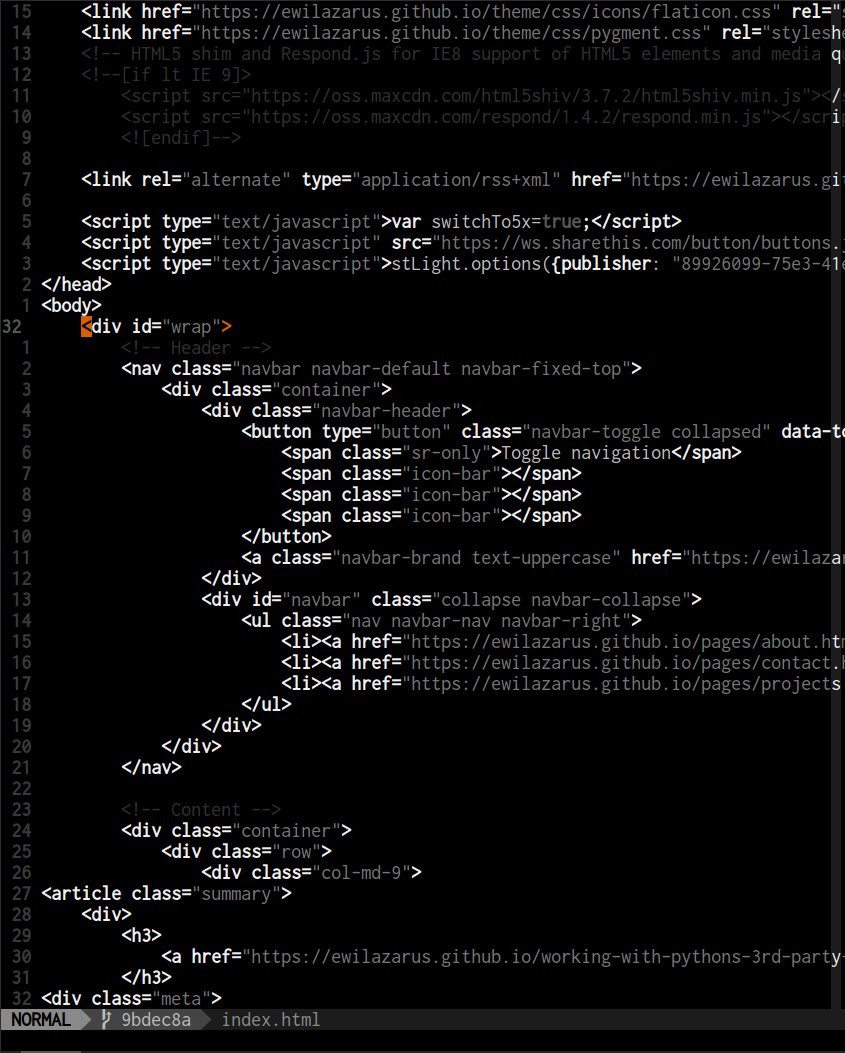 15     <link href="https://ewilazarus.github.io/theme/css/icons/flaticon.css" rel="s
14     <link href="https://ewilazarus.github.io/theme/css/pygment.css" rel="styleshe
13     <!-- HTML5 shim and Respond.js for IE8 support of HTML5 elements and media qu
12     <!--[if lt IE 9]>
11         <script src="https://oss.maxcdn.com/html5shiv/3.7.2/html5shiv.min.js"></s
10         <script src="https://oss.maxcdn.com/respond/1.4.2/respond.min.js"></scrip
9         <![endif]-->
8
7     <link rel="alternate" type="application/rss+xml" href="https://ewilazarus.git
6
5     <script type="text/javascript">var switchTo5x=true;</script>
4     <script type="text/javascript" src="https://ws.sharethis.com/button/buttons.j
3     <script type="text/javascript">stLight.options({publisher: "89926099-75e3-41e
2 </head>
1 <body>
32     <div id="wrap">
1         <!-- Header -->
2         <nav class="navbar navbar-default navbar-fixed-top">
3             <div class="container">
4                 <div class="navbar-header">
5                     <button type="button" class="navbar-toggle collapsed" data-to
6                         <span class="sr-only">Toggle navigation</span>
7                         <span class="icon-bar"></span>
8                         <span class="icon-bar"></span>
9                         <span class="icon-bar"></span>
10                     </button>
11                     <a class="navbar-brand text-uppercase" href="https://ewilazar
12                 </div>
13                 <div id="navbar" class="collapse navbar-collapse">
14                     <ul class="nav navbar-nav navbar-right">
15                         <li><a href="https://ewilazarus.github.io/pages/about.htm
16                         <li><a href="https://ewilazarus.github.io/pages/contact.h
17                         <li><a href="https://ewilazarus.github.io/pages/projects
18                     </ul>
19                 </div>
20             </div>
21         </nav>
22
23         <!-- Content -->
24         <div class="container">
25             <div class="row">
26                 <div class="col-md-9">
27 <article class="summary">
28     <div>
29         <h3>
30             <a href="https://ewilazarus.github.io/working-with-pythons-3rd-party-
31         </h3>
32 <div class="meta">
NORMAL 9bdec8a index.html